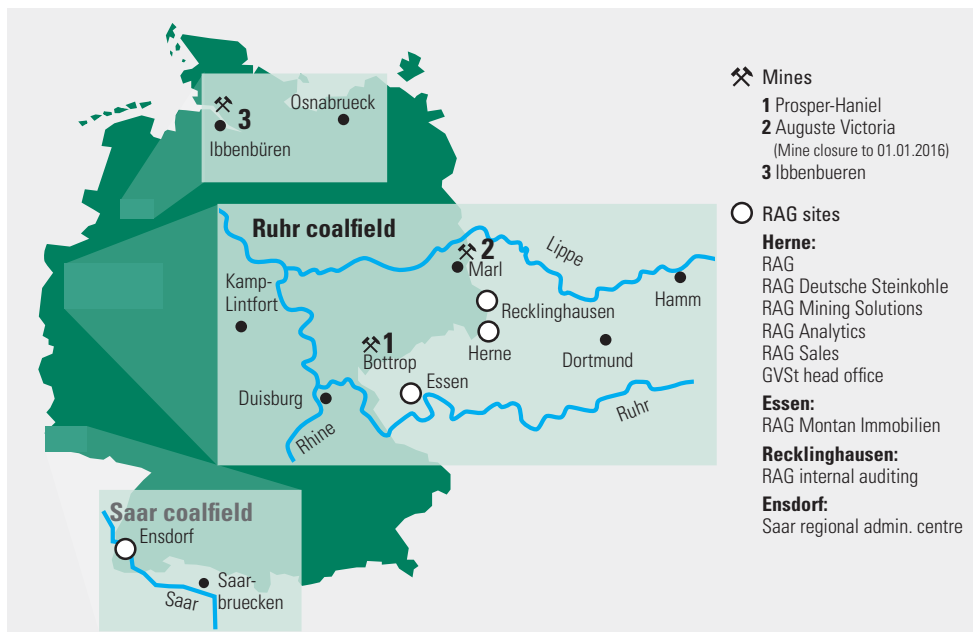 Osnabrueck
3
Ibbenbüren
Ruhr coalfield
2
Marl
Lippe
Kamp-
Lintfort
Recklinghausen
Hamm
1
Bottrop
Herne
Dortmund
Essen
Duisburg
Rhine
Ruhr
Saar coalfield
Ensdorf
Saar-
bruecken
Saar
Mines
1 Prosper-Haniel
2 Auguste Victoria
(Mine closure to 01.01.2016)
3 Ibbenbueren
RAG sites
Herne:
RAG
RAG Deutsche Steinkohle
RAG Mining Solutions
RAG Analytics
RAG Sales
GVSt head office
Essen:
RAG Montan Immobilien
Recklinghausen:
RAG internal auditing
Ensdorf:
Saar regional admin. centre